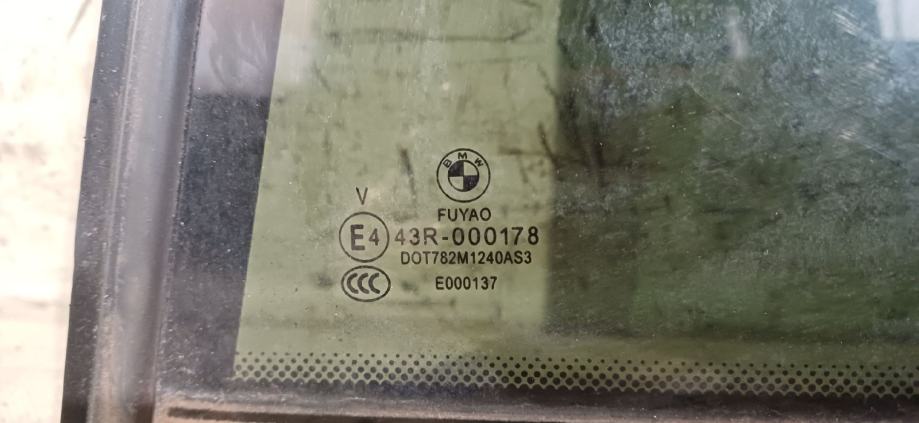 BMW
V
FUYAO
E4 43R-000178
DOT782M1240AS3
CCC E000137